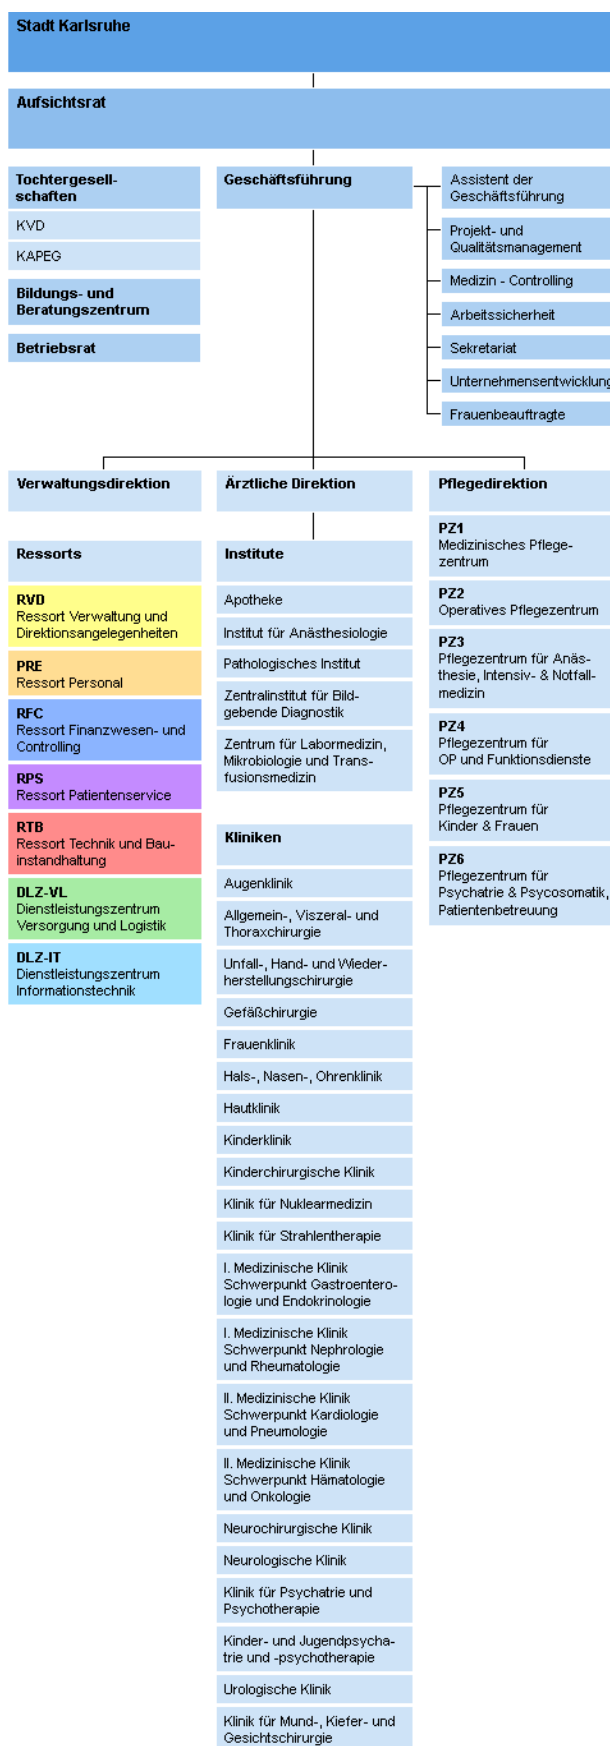 Stadt Karlsruhe
Aufsichtsrat
Tochtergesell-
schaften
KVD
KAPEG
Bildungs- und
Beratungszentrum
Betriebsrat
Geschäftsführung
Assistent der
Geschäftsführung
Projekt- und
Qualitätsmanagement
Medizin - Controlling
Arbeitssicherheit
Sekretariat
Unternehmensentwicklung
Frauenbeauftragte
Verwaltungsdirektion
Ressorts
RVD
Ressort Verwaltung und
Direktionsangelegenheiten
PRE
Ressort Personal
RFC
Ressort Finanzwesen- und
Controlling
RPS
Ressort Patientenservice
RTB
Ressort Technik und Bau-
instandhaltung
DLZ-VL
Dienstleistungszentrum
Versorgung und Logistik
DLZ-IT
Dienstleistungszentrum
Informationstechnik
Ärztliche Direktion
Institute
Apotheke
Institut für Anästhesiologie
Pathologisches Institut
Zentralinstitut für Bild-
gebende Diagnostik
Zentrum für Labormedizin,
Mikrobiologie und Trans-
fusionsmedizin
Kliniken
Augenklinik
Allgemein-, Viszeral- und
Thoraxchirurgie
Unfall-, Hand- und Wieder-
herstellungschirurgie
Gefäßchirurgie
Frauenklinik
Hals-, Nasen-, Ohrenklinik
Hautklinik
Kinderklinik
Kinderchirurgische Klinik
Klinik für Nuklearmedizin
Klinik für Strahlentherapie
I. Medizinische Klinik
Schwerpunkt Gastroentero-
logie und Endokrinologie
I. Medizinische Klinik
Schwerpunkt Nephrologie
und Rheumatologie
II. Medizinische Klinik
Schwerpunkt Kardiologie
und Pneumologie
II. Medizinische Klinik
Schwerpunkt Hämatologie
und Onkologie
Neurochirurgische Klinik
Neurologische Klinik
Klinik für Psychatrie und
Psychotherapie
Kinder- und Jugendpsycha-
trie und -psychotherapie
Urologische Klinik
Klinik für Mund-, Kiefer- und
Gesichtschirurgie
Pflegedirektion
PZ1
Medizinisches Pflege-
zentrum
PZ2
Operatives Pflegezentrum
PZ3
Pflegezentrum für Anäs-
thesie, Intensiv- & Notfall-
medizin
PZ4
Pflegezentrum für
OP und Funktionsdienste
PZ5
Pflegezentrum für
Kinder & Frauen
PZ6
Pflegezentrum für
Psychatrie & Psycosomatik,
Patientenbetreuung